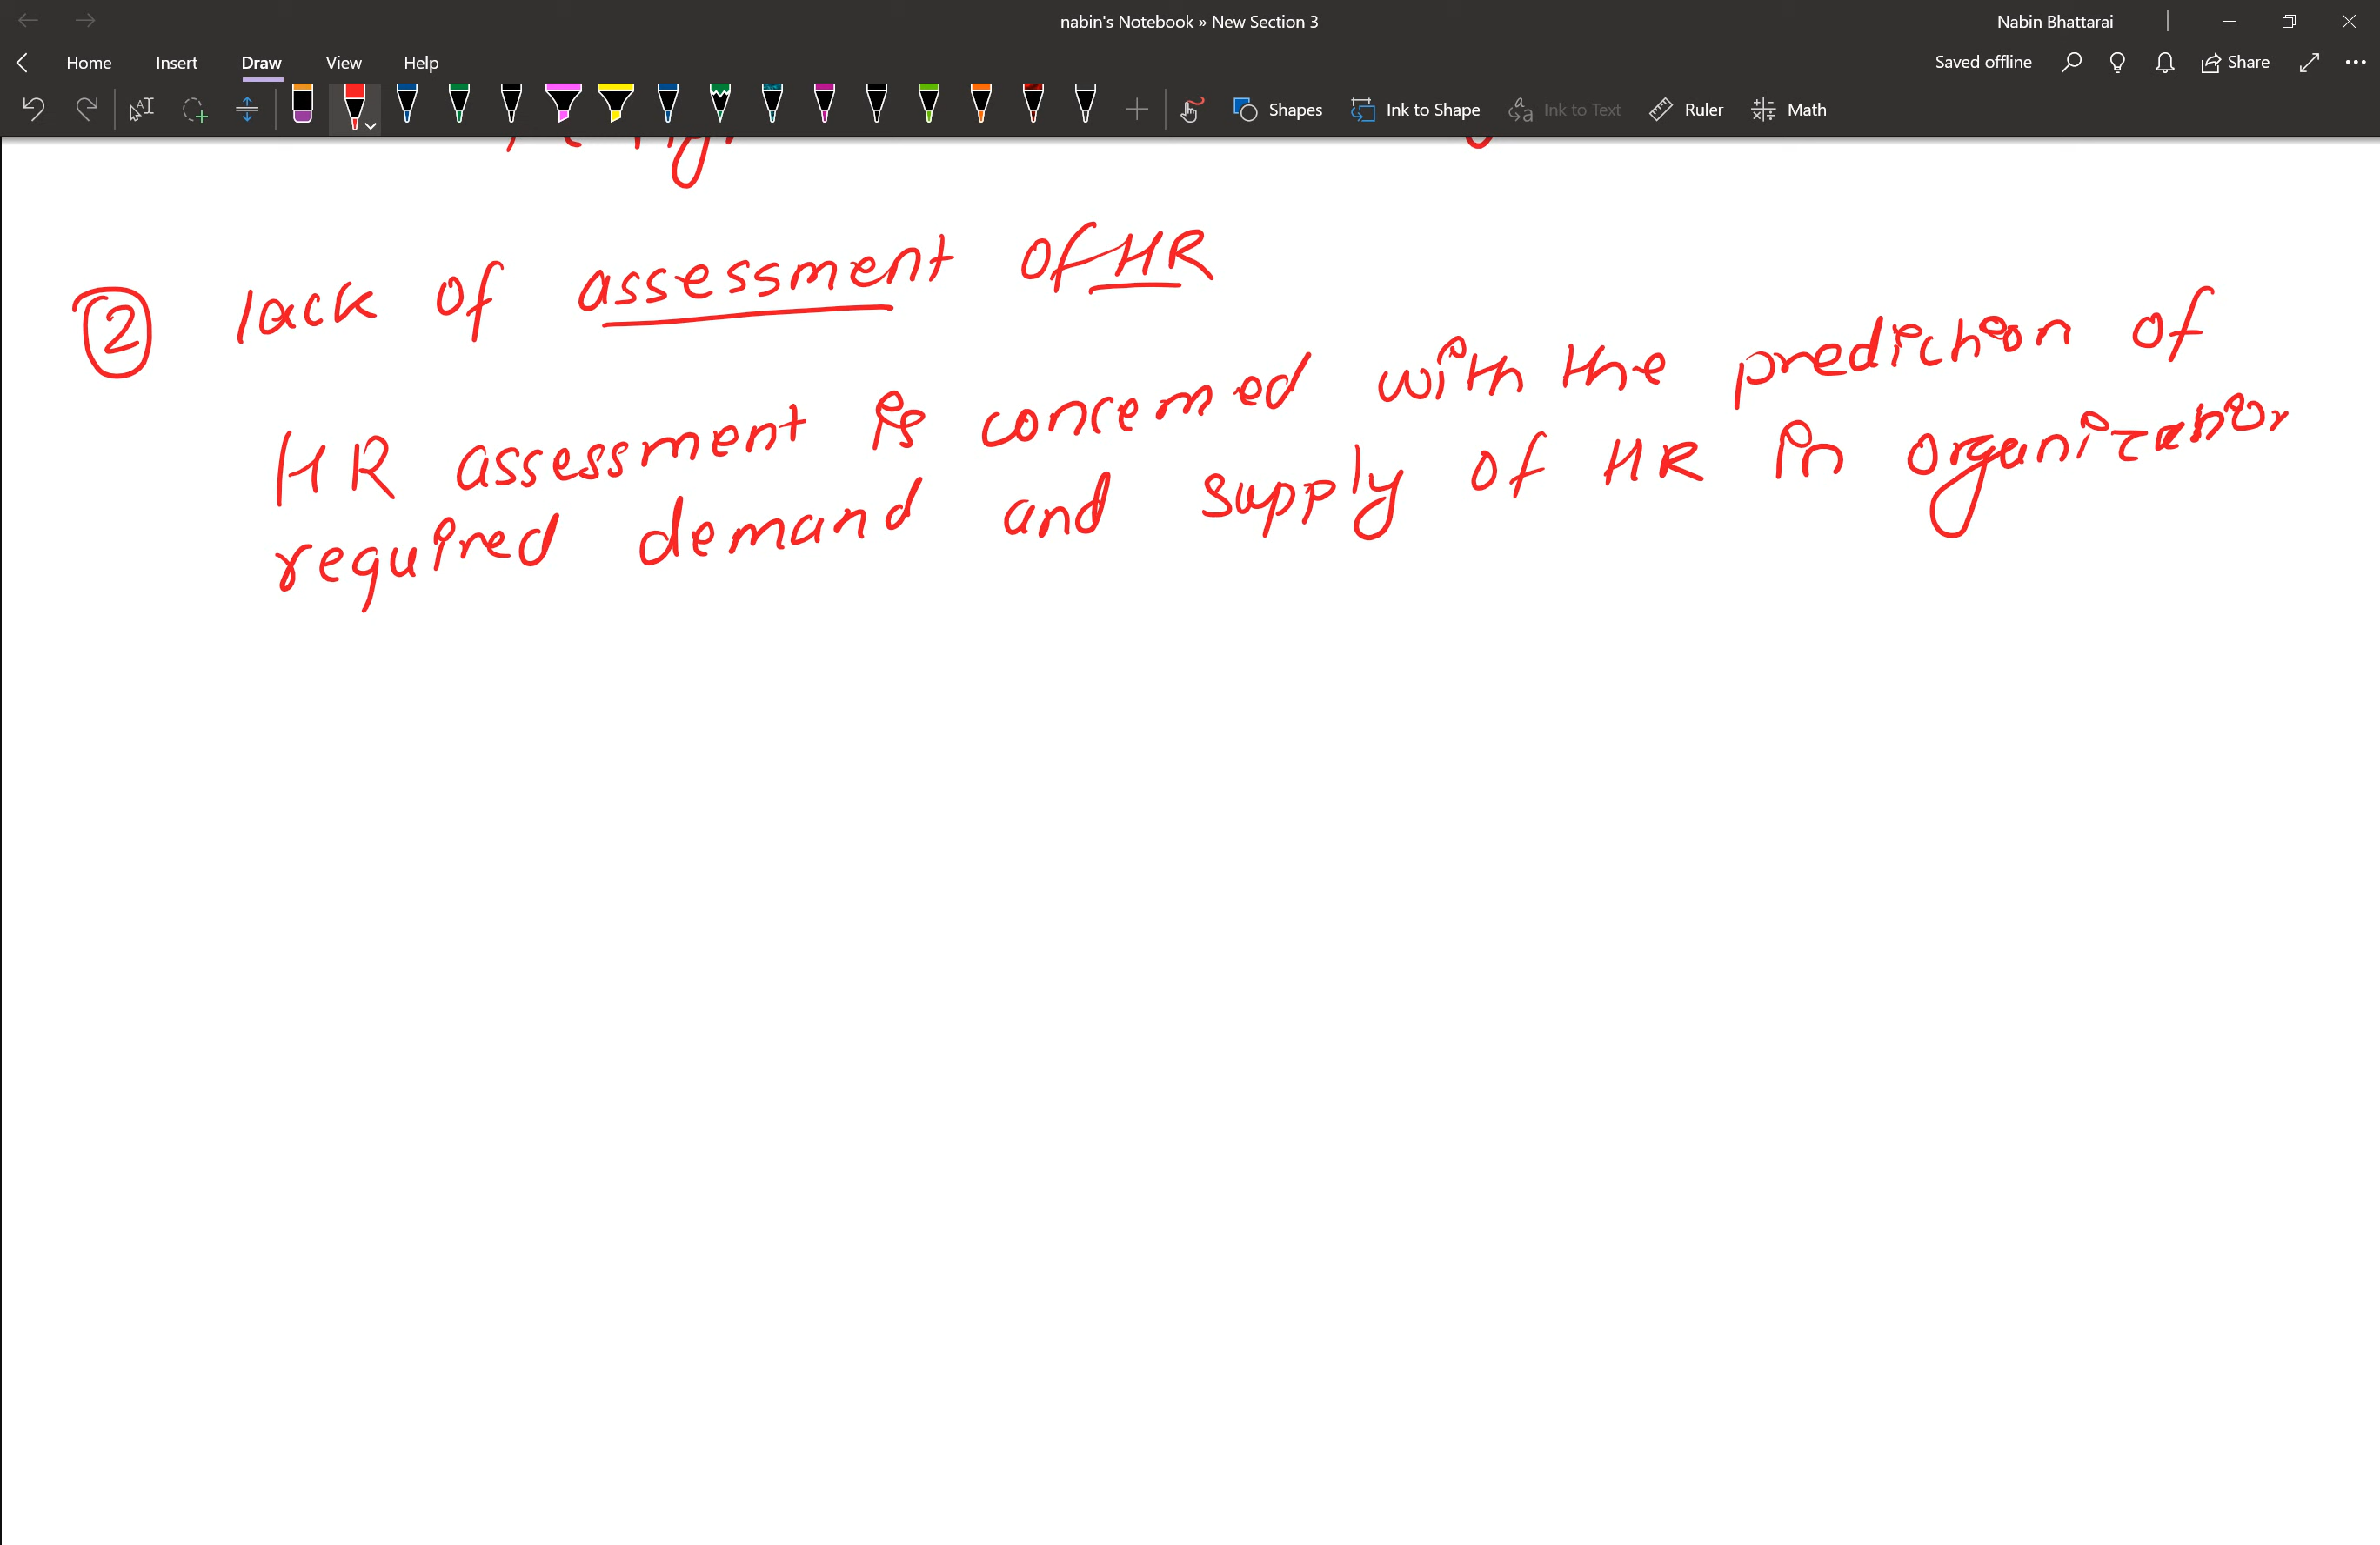 nabin's Notebook » New Section 3
Nabin Bhattarai
Home Insert Draw View Help
Saved offline
Share
Shapes
Ink to Shape
Ink to Text
Ruler
Math
② lack of assessment of HR
HR assessment is concerned with the prediction of
required demand and supply of HR in organization